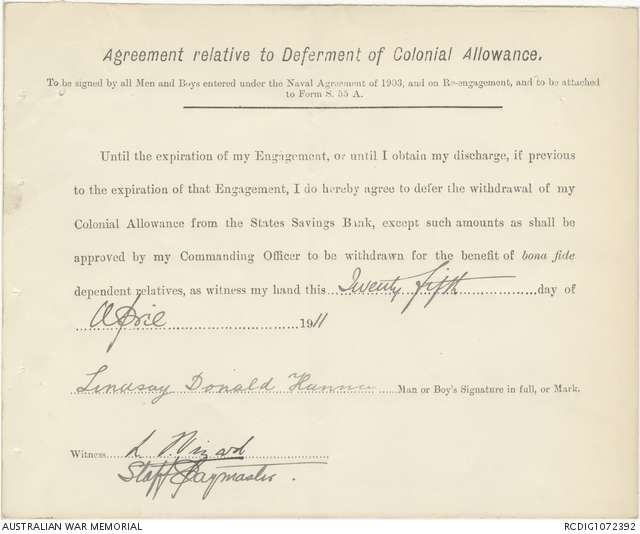 Agreement relative to Deferment of Colonial Allowance.
To be signed by all Men and Boys entered under the Naval Agreement of 1903, and on Re-engagement, and to be attached
to Form S. 55 A.
Until the expiration of my Engagement, or until I obtain my discharge, if previous
to the expiration of that Engagement, I do hereby agree to defer the withdrawal of my
Colonial Allowance from the States Savings Bank, except such amounts as shall be
approved by my Commanding Officer to be withdrawn for the benefit of bona fide
dependent relatives, as witness my hand this Twenty fifth day of
April 1911
Lindsay Donald Man or Boy's Signature in full, or Mark.
Witness
Staff Paymaster.
AUSTRALIAN WAR MEMORIAL
RCDIG1072392